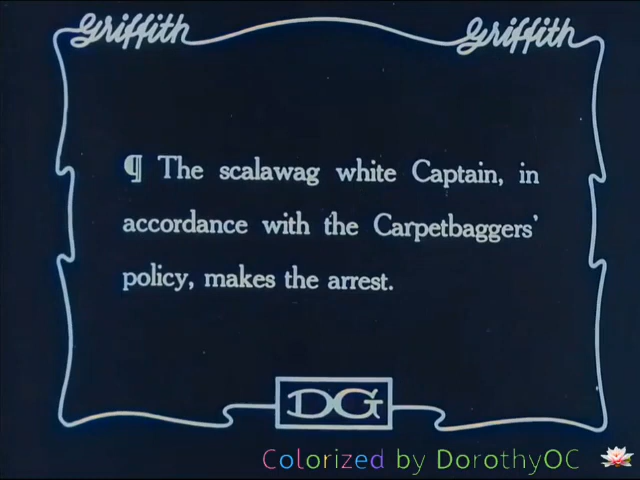 Griffith Griffith
¶ The scalawag white Captain, in
accordance with the Carpetbaggers'
policy, makes the arrest.
DG
Colorized by DorothyOC